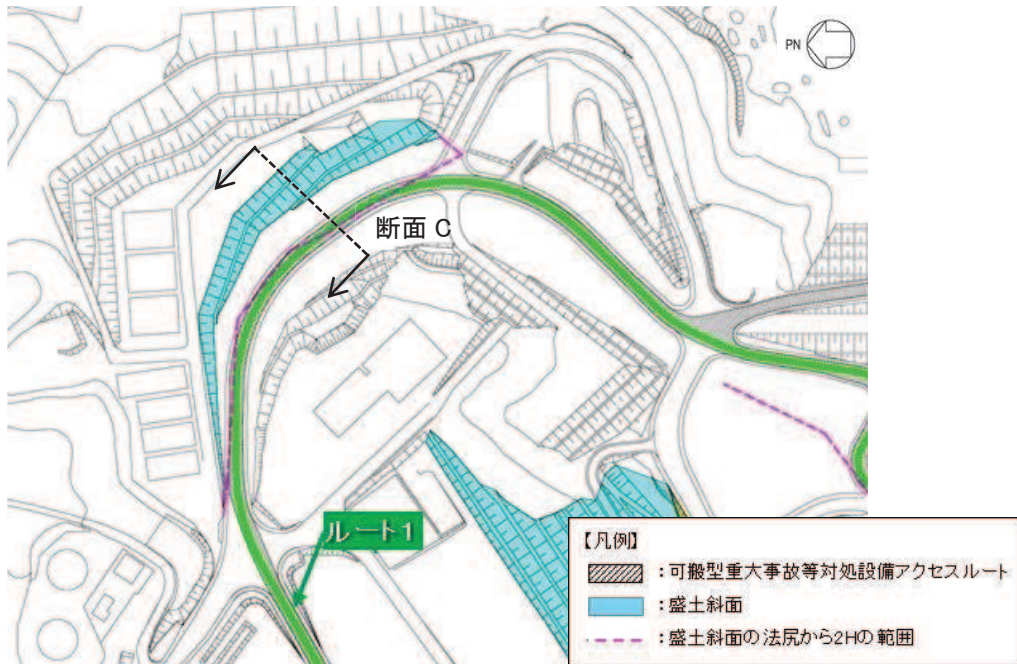 PN
断面 C
ルート1
【凡例】
：可搬型重大事故等対処設備アクセスルート
：盛土斜面
：盛土斜面の法尻から2Hの範囲